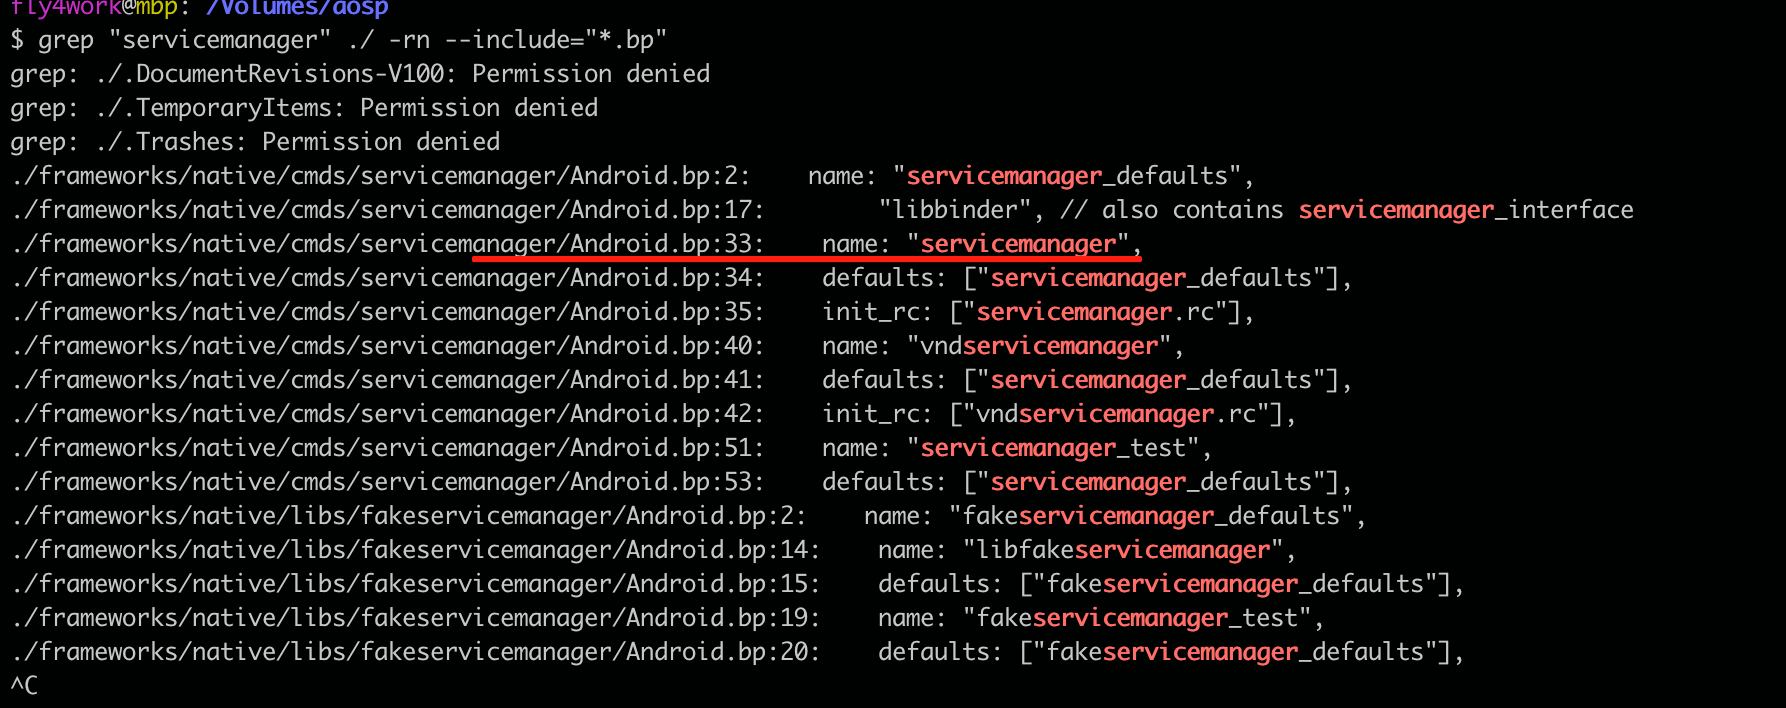 fly4work@mbp: /Volumes/aosp
$ grep "servicemanager" ./ -rn --include="*.bp"
grep: ./.DocumentRevisions-V100: Permission denied
grep: ./.TemporaryItems: Permission denied
grep: ./.Trashes: Permission denied
./frameworks/native/cmds/servicemanager/Android.bp:2:    name: "servicemanager_defaults",
./frameworks/native/cmds/servicemanager/Android.bp:17:        "libbinder", // also contains servicemanager_interface
./frameworks/native/cmds/servicemanager/Android.bp:33:    name: "servicemanager",
./frameworks/native/cmds/servicemanager/Android.bp:34:    defaults: ["servicemanager_defaults"],
./frameworks/native/cmds/servicemanager/Android.bp:35:    init_rc: ["servicemanager.rc"],
./frameworks/native/cmds/servicemanager/Android.bp:40:    name: "vndservicemanager",
./frameworks/native/cmds/servicemanager/Android.bp:41:    defaults: ["servicemanager_defaults"],
./frameworks/native/cmds/servicemanager/Android.bp:42:    init_rc: ["vndservicemanager.rc"],
./frameworks/native/cmds/servicemanager/Android.bp:51:    name: "servicemanager_test",
./frameworks/native/cmds/servicemanager/Android.bp:53:    defaults: ["servicemanager_defaults"],
./frameworks/native/libs/fakeservicemanager/Android.bp:2:    name: "fakeservicemanager_defaults",
./frameworks/native/libs/fakeservicemanager/Android.bp:14:    name: "libfakeservicemanager",
./frameworks/native/libs/fakeservicemanager/Android.bp:15:    defaults: ["fakeservicemanager_defaults"],
./frameworks/native/libs/fakeservicemanager/Android.bp:19:    name: "fakeservicemanager_test",
./frameworks/native/libs/fakeservicemanager/Android.bp:20:    defaults: ["fakeservicemanager_defaults"],
^C